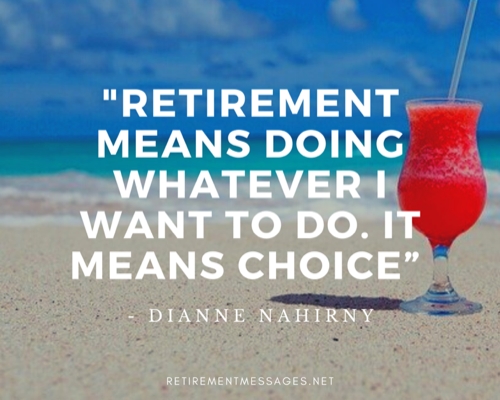 "RETIREMENT
MEANS DOING
WHATEVER I
WANT TO DO. IT
MEANS CHOICE”
- DIANNE NAHIRNY
RETIREMENTMESSAGES.NET